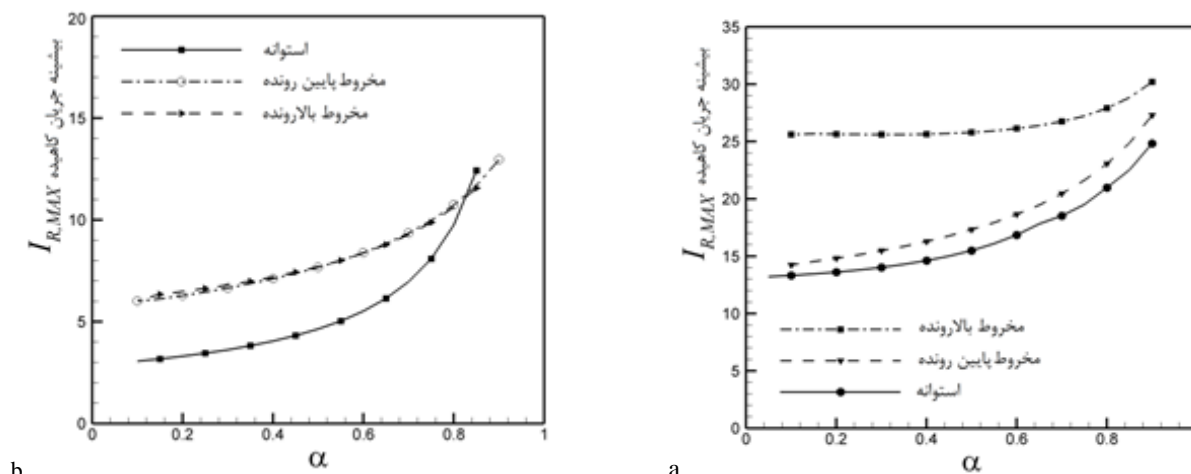 20
15
10
5
0
بیشینه جریان کاهیده I_{R,MAX}
استوانه
مخروط پایین رونده
مخروط بالارونده
0 0.2 0.4 0.6 0.8 1
α
b
35
30
25
20
15
10
5
0
بیشینه جریان کاهیده I_{R,MAX}
مخروط بالارونده
مخروط پایین رونده
استوانه
0 0.2 0.4 0.6 0.8
α
a